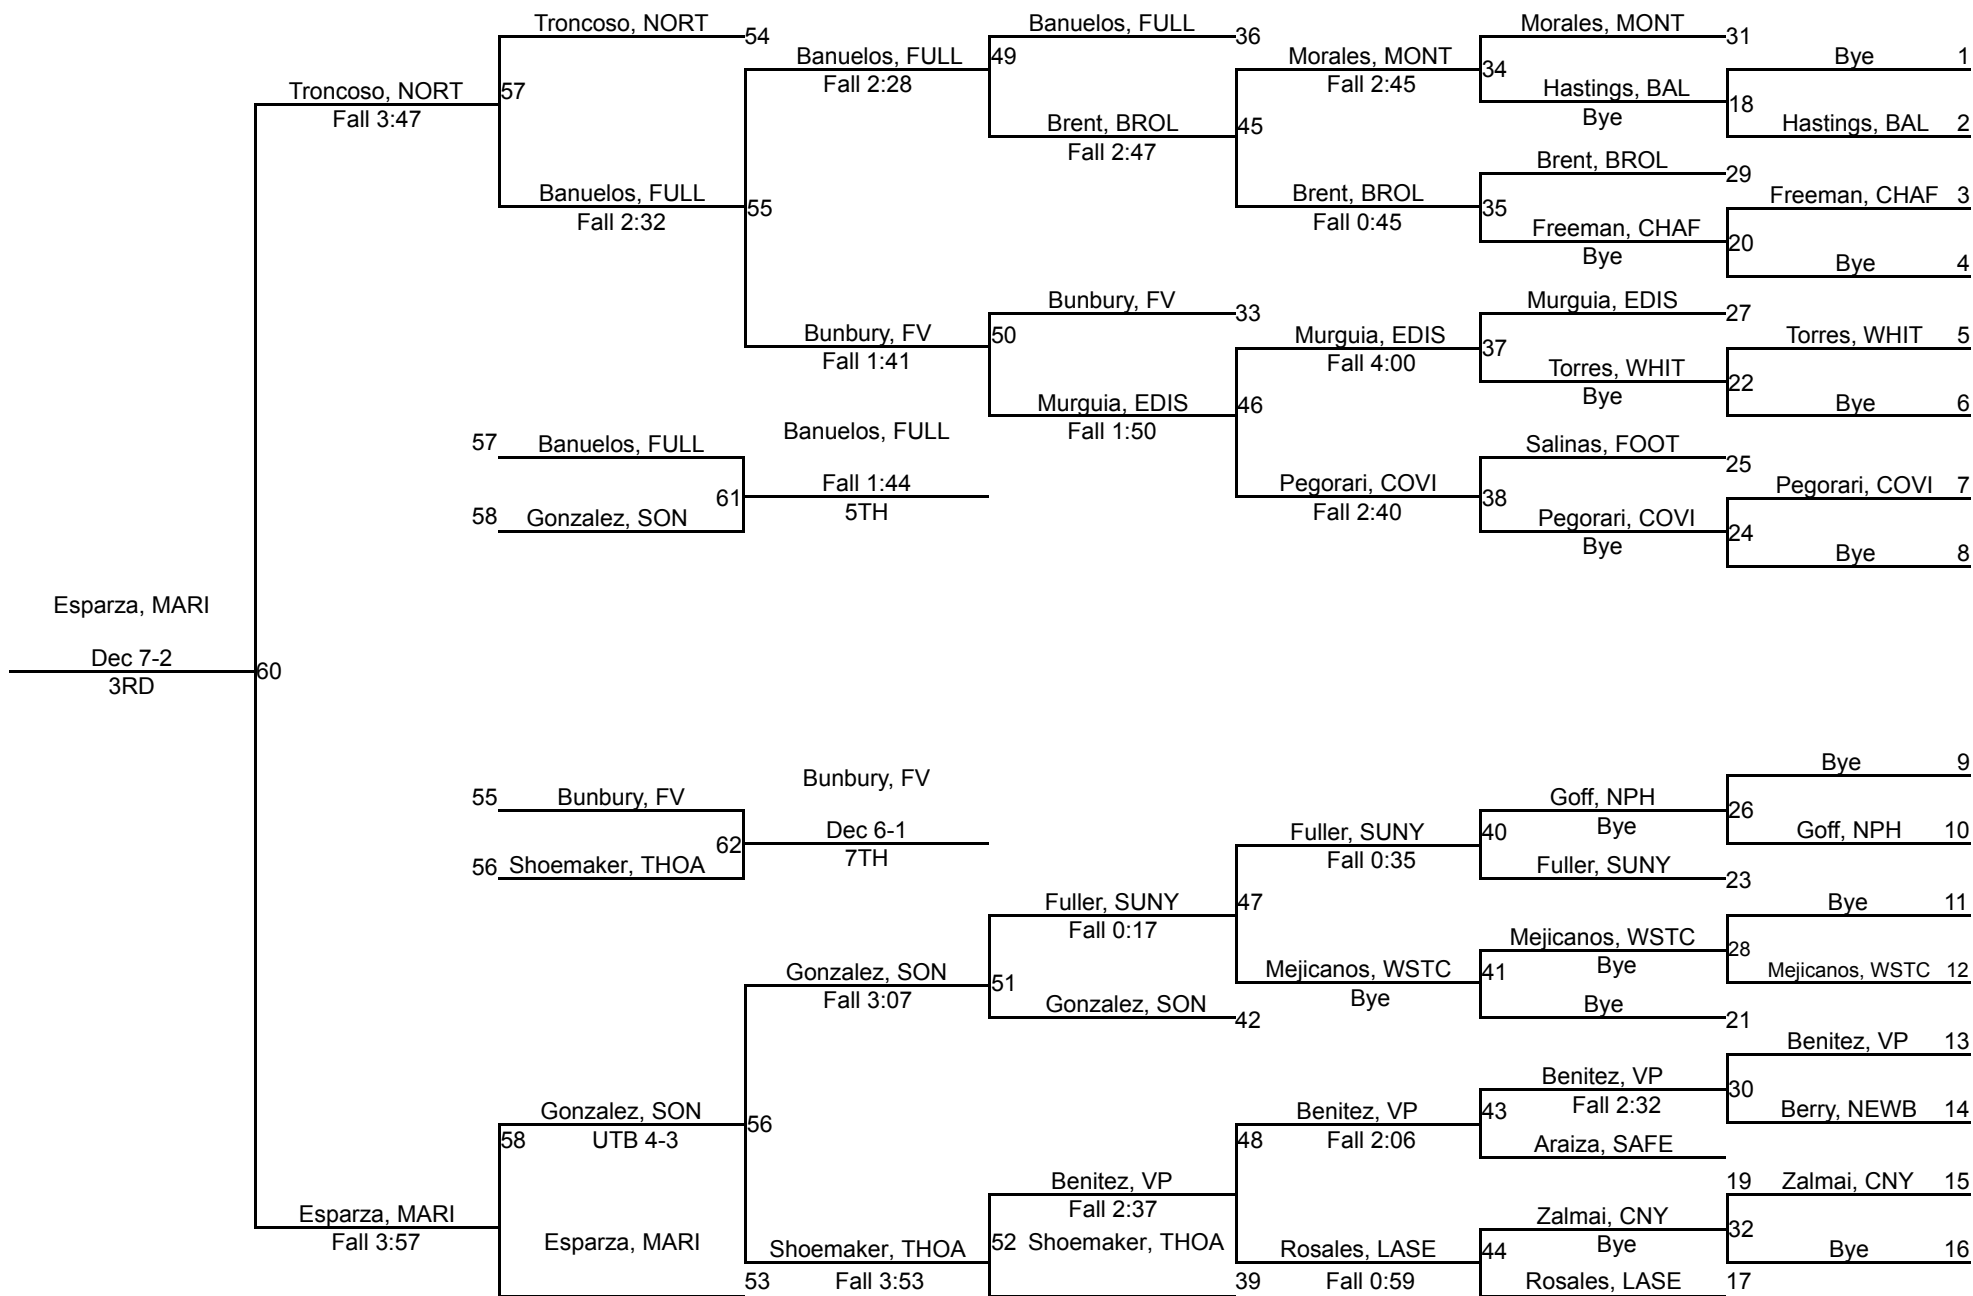 Troncoso, NORT
54
Banuelos, FULL
36
Morales, MONT
31
Banuelos, FULL
49
Morales, MONT
34
Bye 1
Fall 2:28
Fall 2:45
Hastings, BAL
Troncoso, NORT
57
Bye
18
Fall 3:47
Brent, BROL
45
Hastings, BAL 2
Fall 2:47
Brent, BROL
29
Banuelos, FULL
55
Brent, BROL
35
Freeman, CHAF 3
Fall 2:32
Fall 0:45
Freeman, CHAF
20
Bye
Bye 4
Bunbury, FV
33
Murguia, EDIS
27
Bunbury, FV
50
Murguia, EDIS
37
Torres, WHIT 5
Fall 1:41
Fall 4:00
Torres, WHIT
22
Bye
Murguia, EDIS
46
Bye 6
Fall 1:50
57 Banuelos, FULL
Banuelos, FULL
Salinas, FOOT
25
Fall 1:44
61
5TH
Pegorari, COVI
38
Pegorari, COVI 7
Fall 2:40
58 Gonzalez, SON
Pegorari, COVI
24
Bye
Bye 8
Esparza, MARI
Dec 7-2
60
3RD
Bye 9
55 Bunbury, FV
Bunbury, FV
Goff, NPH
26
Bye
Dec 6-1
62
7TH
Fuller, SUNY
40
Goff, NPH 10
Fall 0:35
56 Shoemaker, THOA
Fuller, SUNY
23
Fuller, SUNY
47
Bye 11
Fall 0:17
Mejicanos, WSTC
28
Bye
Gonzalez, SON
51
Mejicanos, WSTC
41
Mejicanos, WSTC 12
Fall 3:07
Bye
Gonzalez, SON
42
Bye
21
Benitez, VP 13
Benitez, VP
30
Fall 2:32
Gonzalez, SON
56
Benitez, VP
43
Berry, NEWB 14
58
UTB 4-3
48
Fall 2:06
Araiza, SAFE
19
Benitez, VP
Zalmai, CNY 15
Fall 2:37
Esparza, MARI
Zalmai, CNY
32
Fall 3:57
Bye
Esparza, MARI
Shoemaker, THOA
52
Shoemaker, THOA
Rosales, LASE
44
Bye 16
53
Fall 3:53
39
Fall 0:59
Rosales, LASE
17